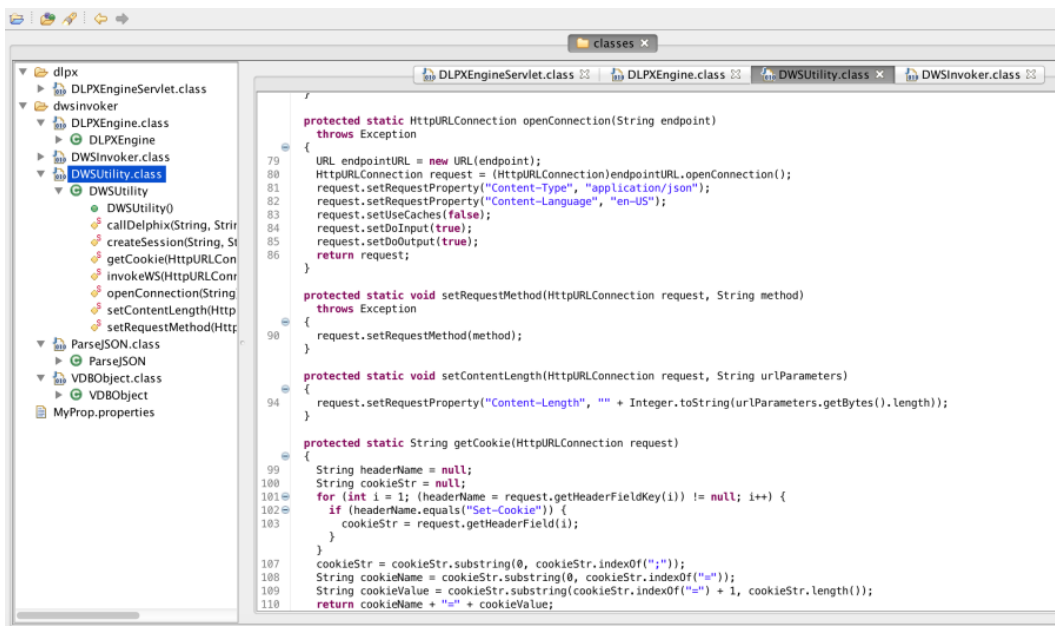 classes
dlpx
DLPXEngineServlet.class
dwsinvoker
DLPXEngine.class
DLPXEngine
DWSInvoker.class
DWSUtility.class
DWSUtility
DWSUtility()
callDelphix(String, Strin
createSession(String, St
getCookie(HttpURLCon
invokeWS(HttpURLConr
openConnection(String
setContentLength(Http
setRequestMethod(Http
ParseJSON.class
ParseJSON
VDBObject.class
VDBObject
MyProp.properties
DLPXEngineServlet.class DLPXEngine.class DWSUtility.class DWSInvoker.class
}
protected static HttpURLConnection openConnection(String endpoint)
throws Exception
{
79 URL endpointURL = new URL(endpoint);
80 HttpURLConnection request = (HttpURLConnection)endpointURL.openConnection();
81 request.setRequestProperty("Content-Type", "application/json");
82 request.setRequestProperty("Content-Language", "en-US");
83 request.setUseCaches(false);
84 request.setDoInput(true);
85 request.setDoOutput(true);
86 return request;
}
protected static void setRequestMethod(HttpURLConnection request, String method)
throws Exception
{
90 request.setRequestMethod(method);
}
protected static void setContentLength(HttpURLConnection request, String urlParameters)
{
94 request.setRequestProperty("Content-Length", "" + Integer.toString(urlParameters.getBytes().length));
}
protected static String getCookie(HttpURLConnection request)
{
99 String headerName = null;
100 String cookieStr = null;
101 for (int i = 1; (headerName = request.getHeaderFieldKey(i)) != null; i++) {
102 if (headerName.equals("Set-Cookie")) {
103 cookieStr = request.getHeaderField(i);
}
}
107 cookieStr = cookieStr.substring(0, cookieStr.indexOf(";"));
108 String cookieName = cookieStr.substring(0, cookieStr.indexOf("="));
109 String cookieValue = cookieStr.substring(cookieStr.indexOf("=") + 1, cookieStr.length());
110 return cookieName + "=" + cookieValue;